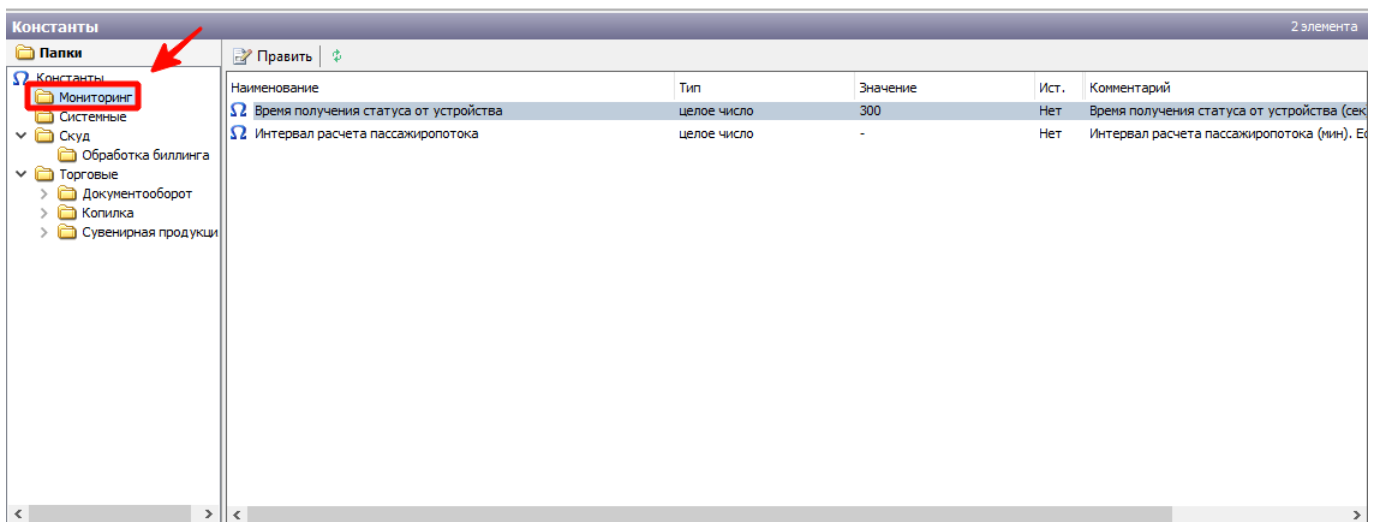 Константы 2 элемента
Папки
Править
Константы
Мониторинг
Системные
Скуд
Обработка биллинга
Торговые
Документооборот
Копилка
Сувенирная продукци
Наименование Тип Значение Ист. Комментарий
Время получения статуса от устройства целое число 300 Нет Время получения статуса от устройства (сек
Интервал расчета пассажиропотока целое число - Нет Интервал расчета пассажиропотока (мин). Ес